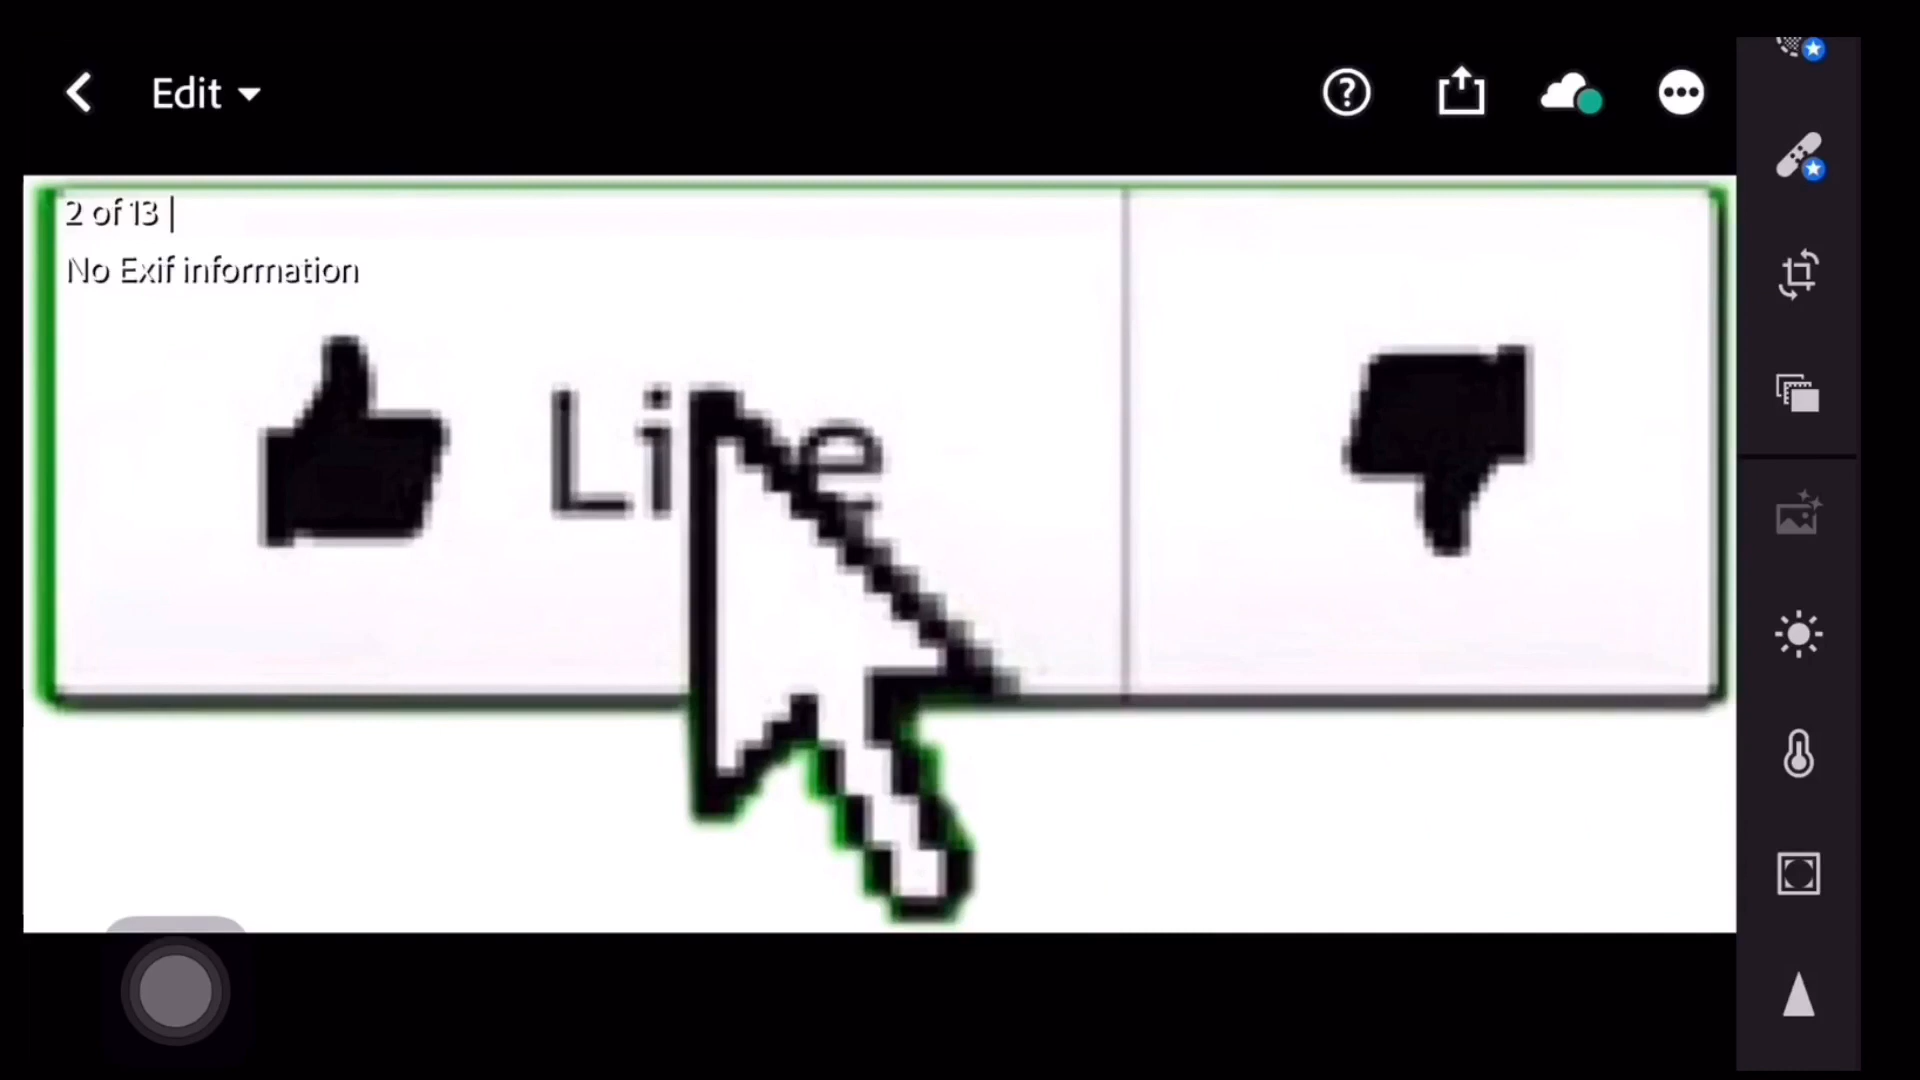 Edit
2 of 13 |
No Exif information
Li e